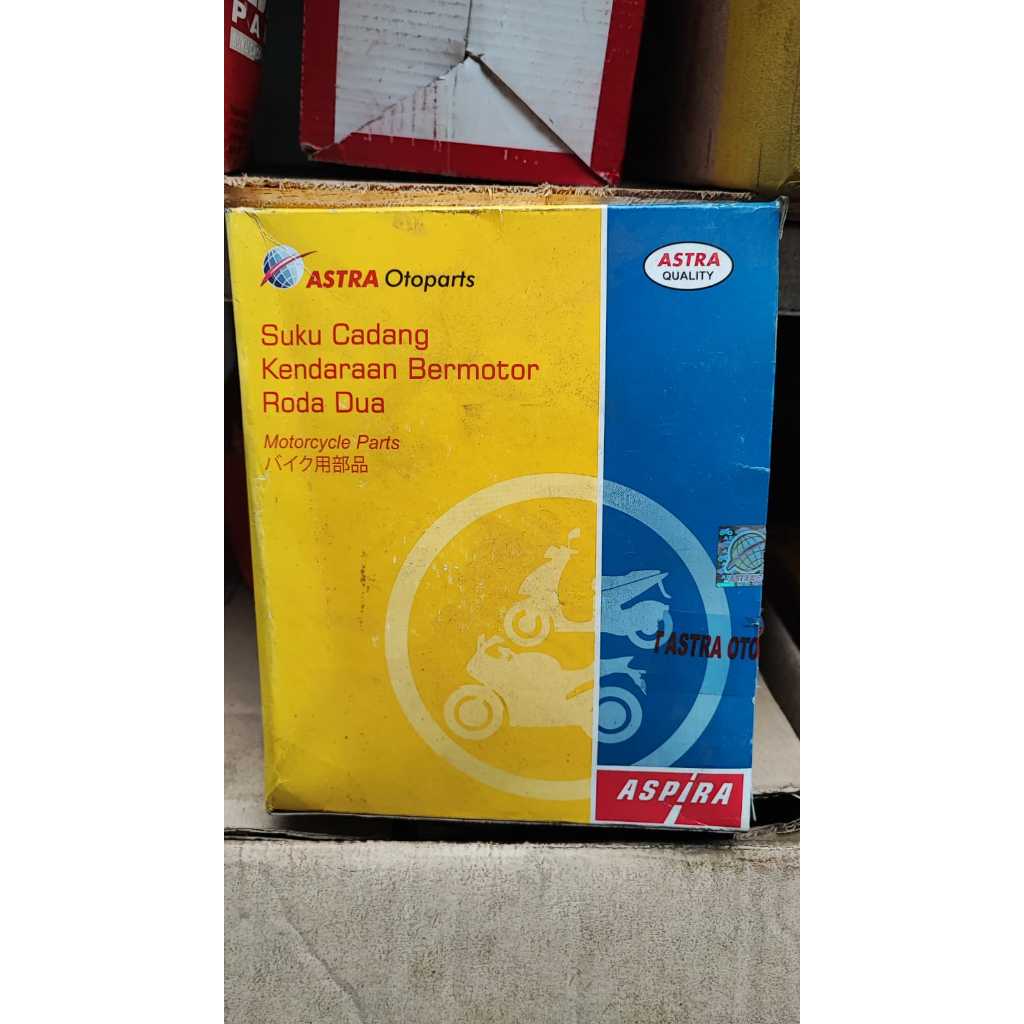 PA
ASTRA Otoparts
ASTRA
QUALITY
Suku Cadang
Kendaraan Bermotor
Roda Dua
Motorcycle Parts
バイク用部品
ASTRA OTO
ASPIRA